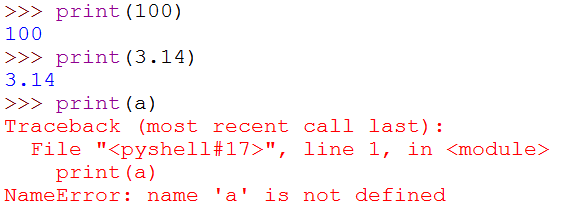 >>> print(100)
100
>>> print(3.14)
3.14
>>> print(a)
Traceback (most recent call last):
  File "<pyshell#17>", line 1, in <module>
    print(a)
NameError: name 'a' is not defined